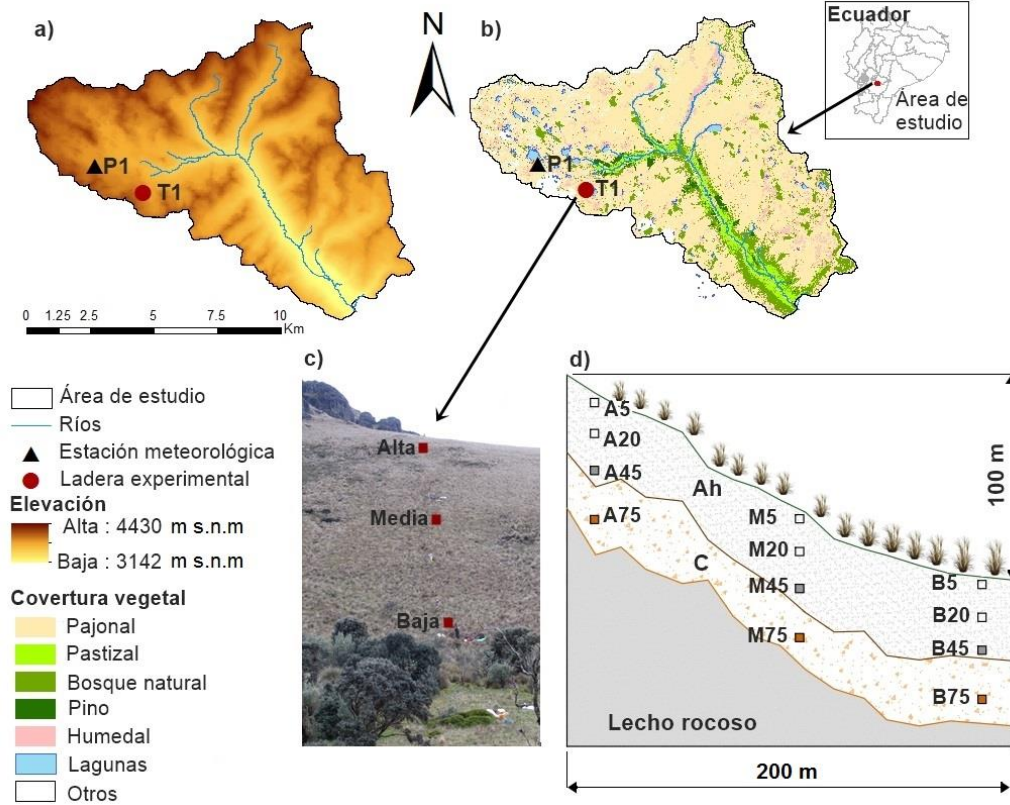 a)
N
b)
Ecuador
Área de
estudio
P1
T1
P1
T1
0 1.25 2.5 5 7.5 10
Km
Área de estudio
Ríos
Estación meteorológica
Ladera experimental
Elevación
Alta : 4430 m s.n.m
Baja : 3142 m s.n.m
Covertura vegetal
Pajonal
Pastizal
Bosque natural
Pino
Humedal
Lagunas
Otros
c)
Alta
Media
Baja
d)
A5
A20
A45
A75
Ah
C
M5
M20
M45
M75
B5
B20
B45
B75
Lecho rocoso
100 m
200 m